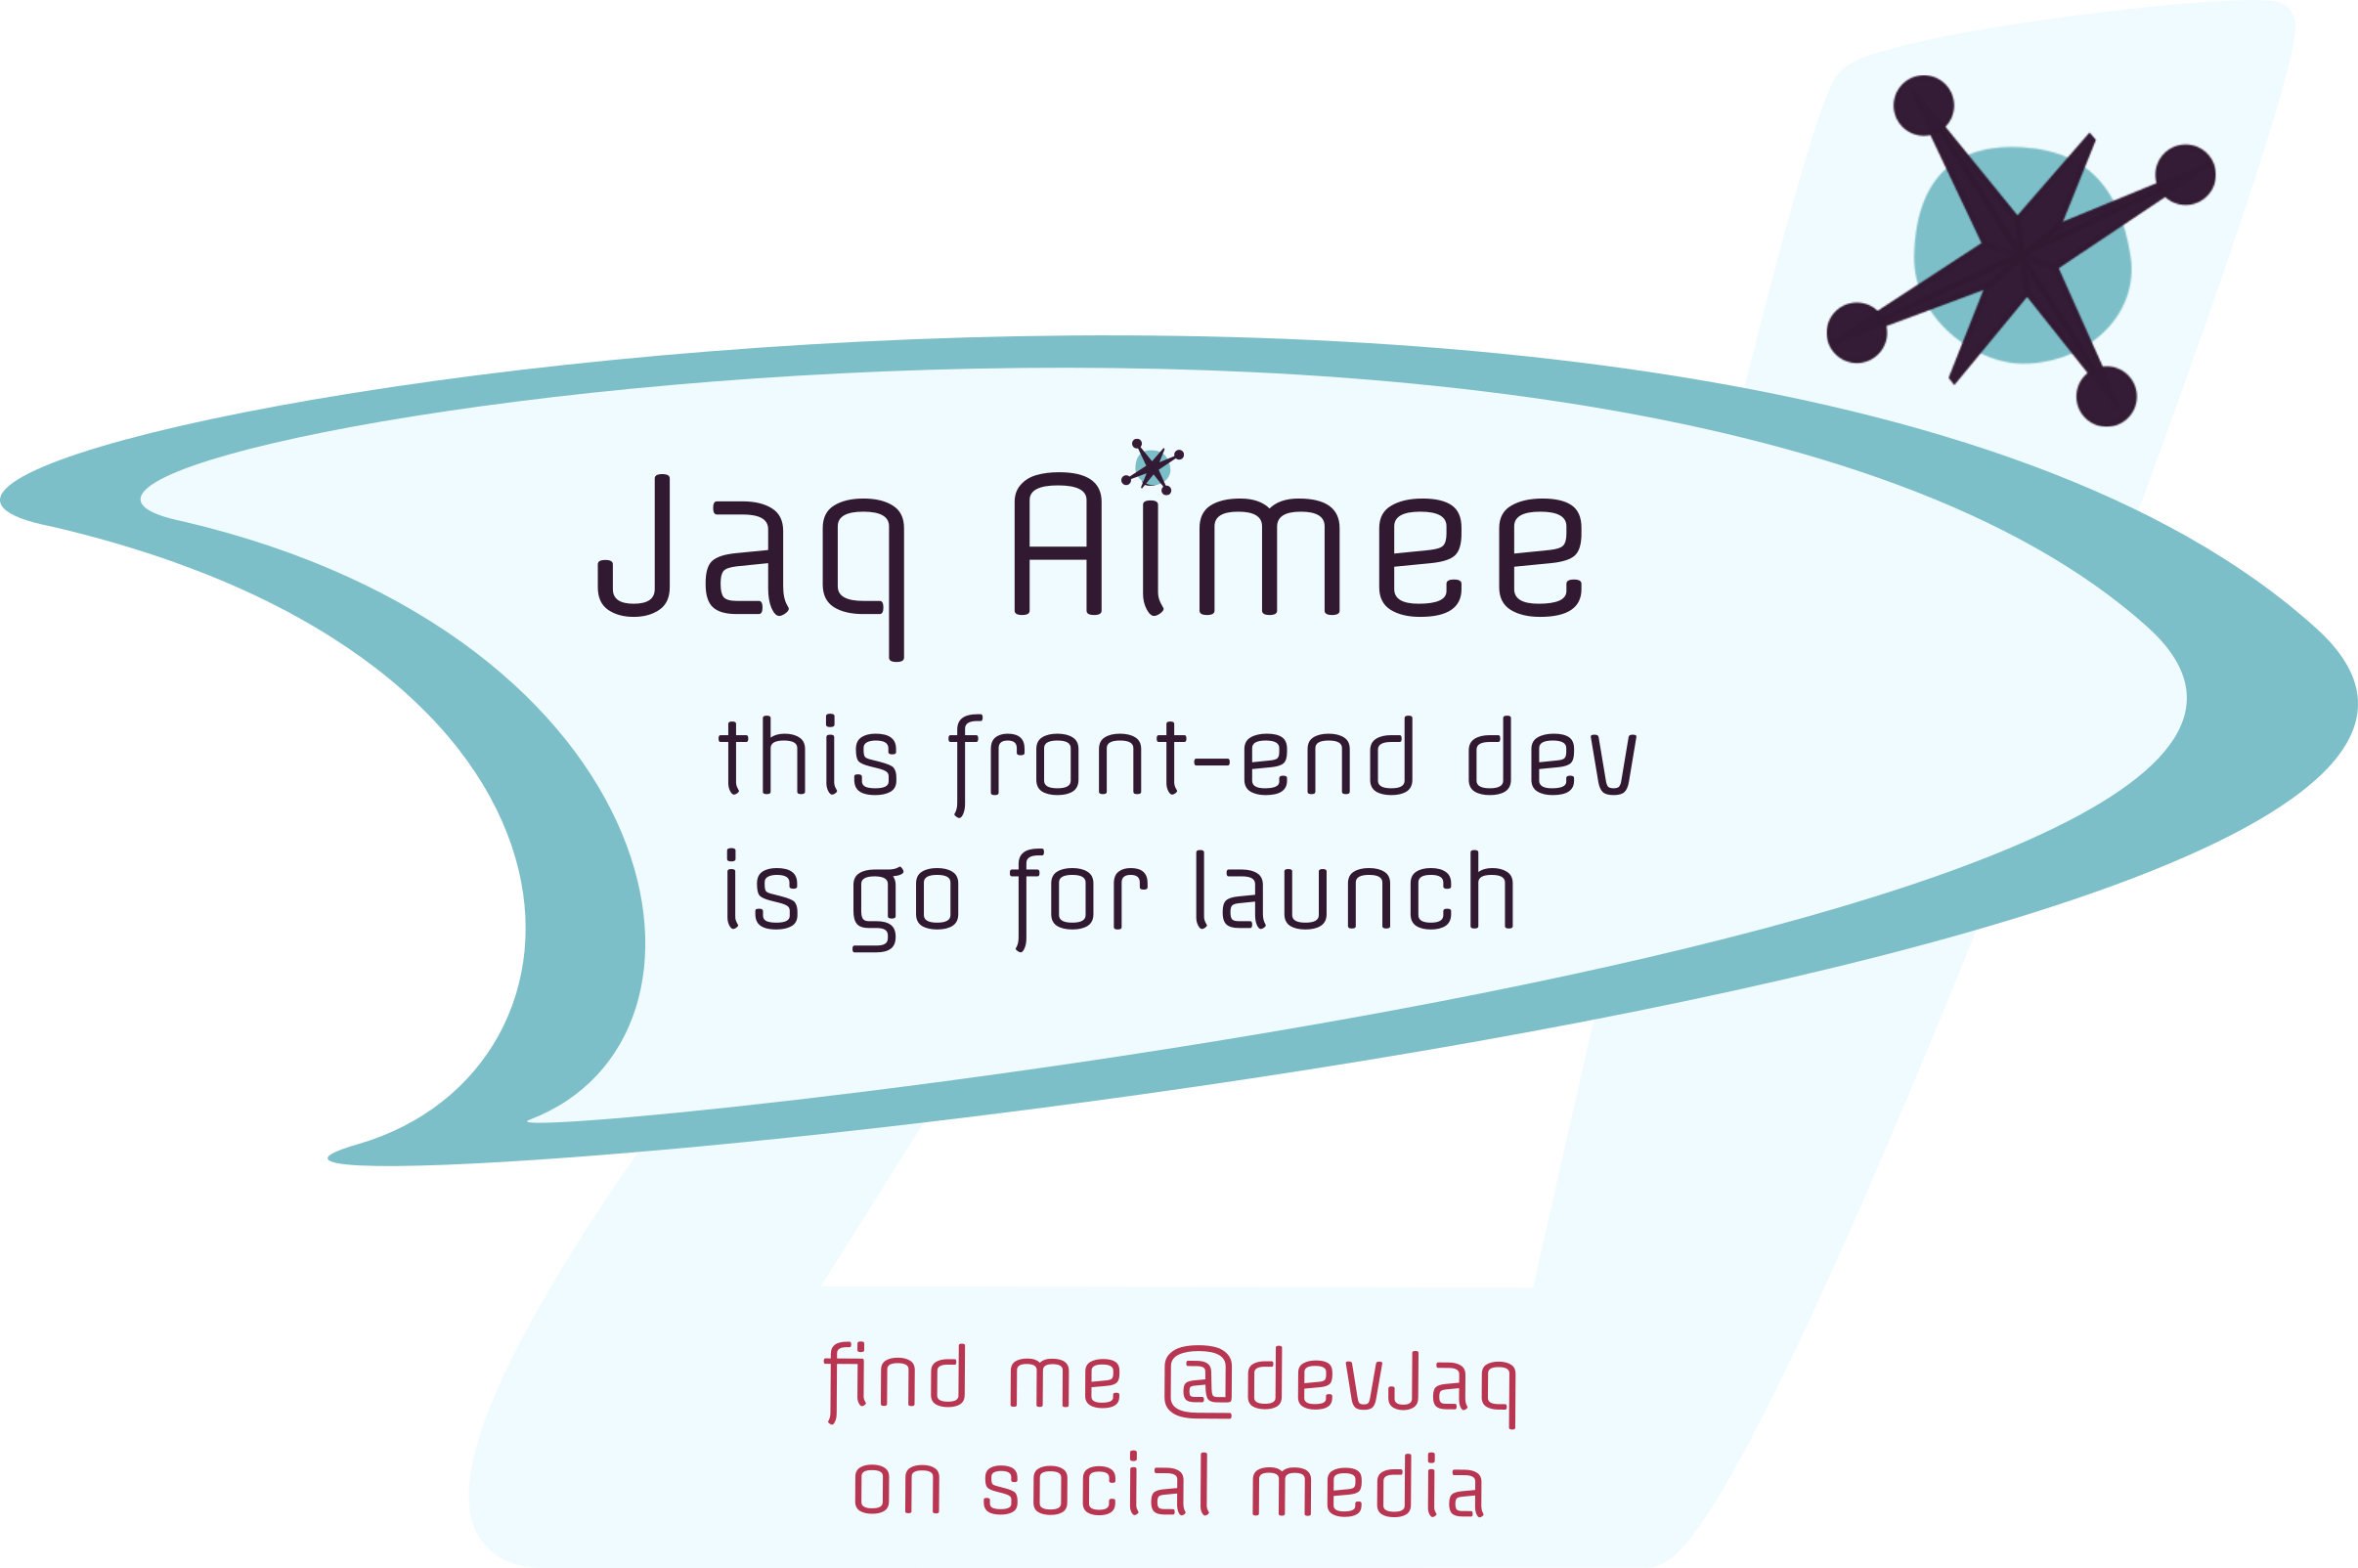 Jaq Aimee
this front-end dev
is go for launch
find me @devJaq
on social media